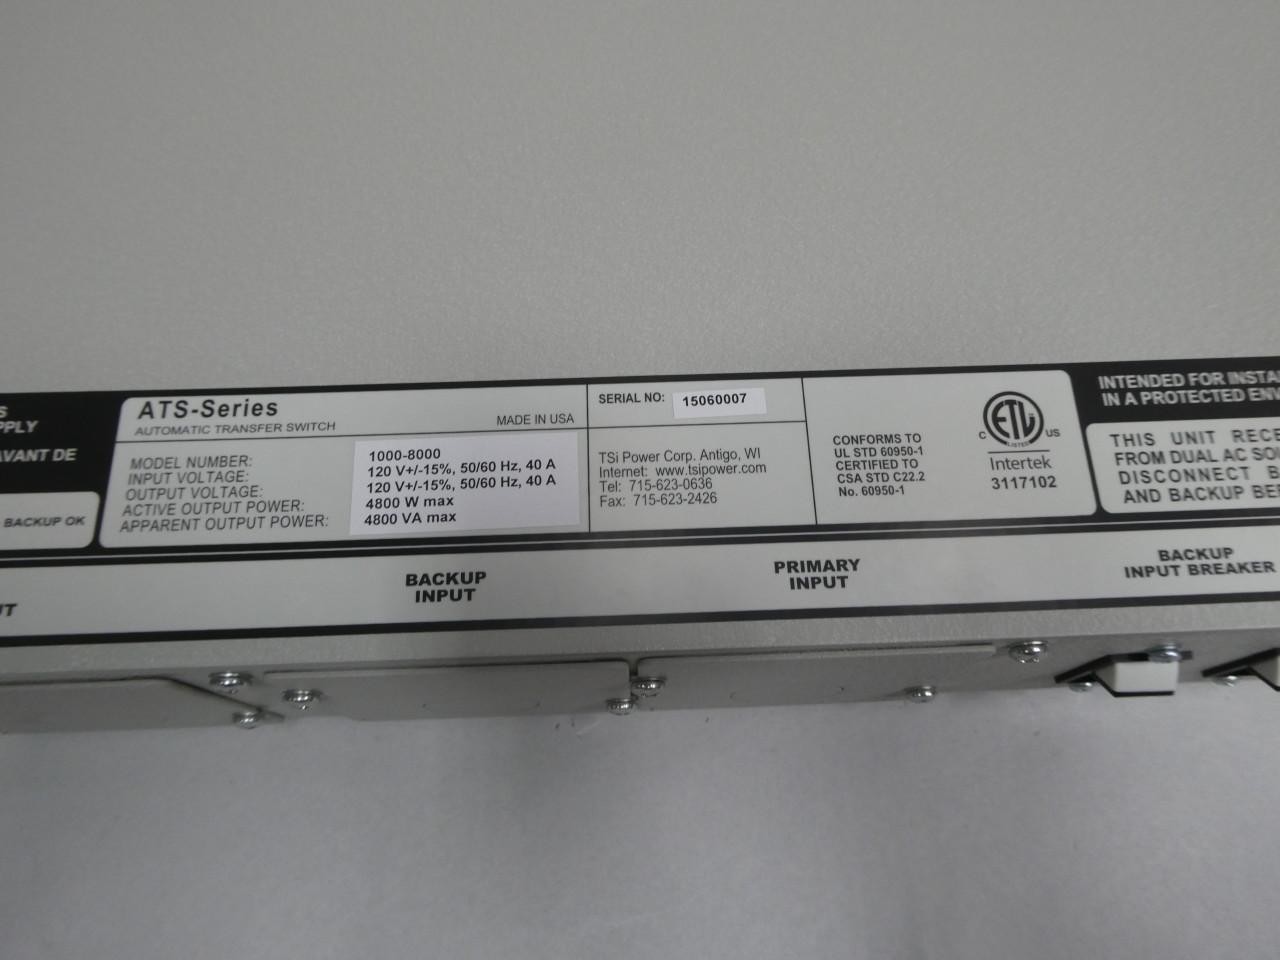 S
PPLY
AVANT DE
BACKUP OK
UT
ATS-Series
AUTOMATIC TRANSFER SWITCH
MADE IN USA
MODEL NUMBER: 1000-8000
INPUT VOLTAGE: 120 V+/-15%, 50/60 Hz, 40 A
OUTPUT VOLTAGE: 120 V+/-15%, 50/60 Hz, 40 A
ACTIVE OUTPUT POWER: 4800 W max
APPARENT OUTPUT POWER: 4800 VA max
SERIAL NO: 15060007
TSi Power Corp. Antigo, WI
Internet: www.tsipower.com
Tel: 715-623-0636
Fax: 715-623-2426
CONFORMS TO
UL STD 60950-1
CERTIFIED TO
CSA STD C22.2
No. 60950-1
ETL
LISTED
C US
Intertek
3117102
INTENDED FOR INSTA
IN A PROTECTED ENV
THIS UNIT RECE
FROM DUAL AC SO
DISCONNECT B
AND BACKUP BE
BACKUP
INPUT
PRIMARY
INPUT
BACKUP
INPUT BREAKER